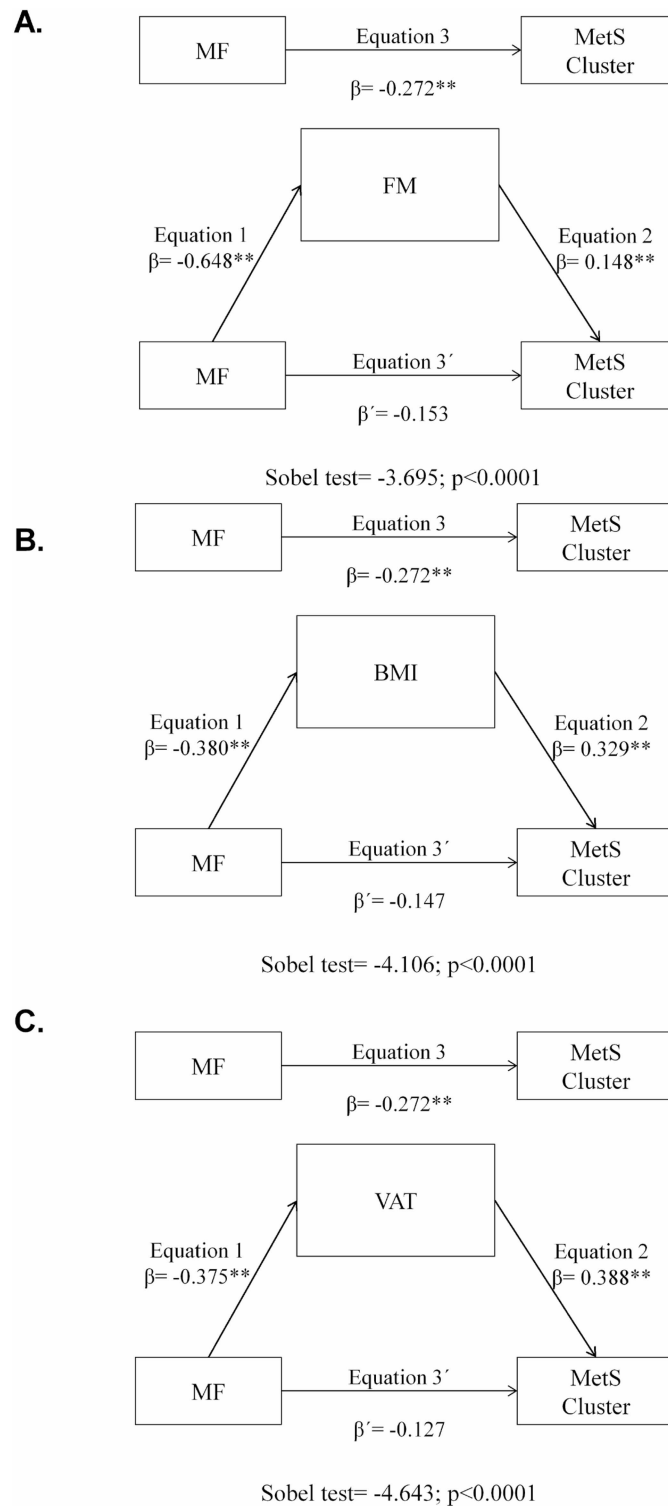 A.
MF
Equation 3
β= -0.272**
MetS
Cluster
FM
Equation 1
β= -0.648**
Equation 2
β= 0.148**
MF
Equation 3´
β´= -0.153
MetS
Cluster
Sobel test= -3.695; p<0.0001
B.
MF
Equation 3
β= -0.272**
MetS
Cluster
BMI
Equation 1
β= -0.380**
Equation 2
β= 0.329**
MF
Equation 3´
β´= -0.147
MetS
Cluster
Sobel test= -4.106; p<0.0001
C.
MF
Equation 3
β= -0.272**
MetS
Cluster
VAT
Equation 1
β= -0.375**
Equation 2
β= 0.388**
MF
Equation 3´
β´= -0.127
MetS
Cluster
Sobel test= -4.643; p<0.0001